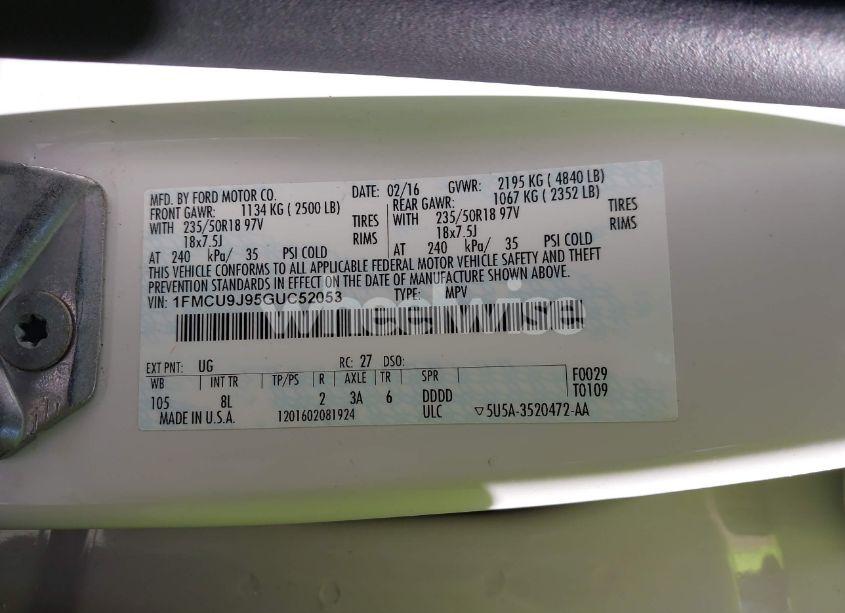 MFD. BY FORD MOTOR CO. DATE: 02/16 GVWR: 2195 KG ( 4840 LB)
FRONT GAWR: 1134 KG ( 2500 LB) REAR GAWR: 1067 KG ( 2352 LB)
WITH 235/50R18 97V TIRES WITH 235/50R18 97V TIRES
18x7.5J RIMS 18x7.5J RIMS
AT 240 kPa/ 35 PSI COLD AT 240 kPa/ 35 PSI COLD
THIS VEHICLE CONFORMS TO ALL APPLICABLE FEDERAL MOTOR VEHICLE SAFETY AND THEFT
PREVENTION STANDARDS IN EFFECT ON THE DATE OF MANUFACTURE SHOWN ABOVE.
VIN: 1FMCU9J95GUC52053 TYPE: MPV
wheelwise
EXT PNT: UG RC: 27 DSO:
WB INT TR TP/PS R AXLE TR SPR F0029
105 8L 2 3A 6 DDDD T0109
MADE IN U.S.A. 1201602081924 ULC ▽5U5A-3520472-AA